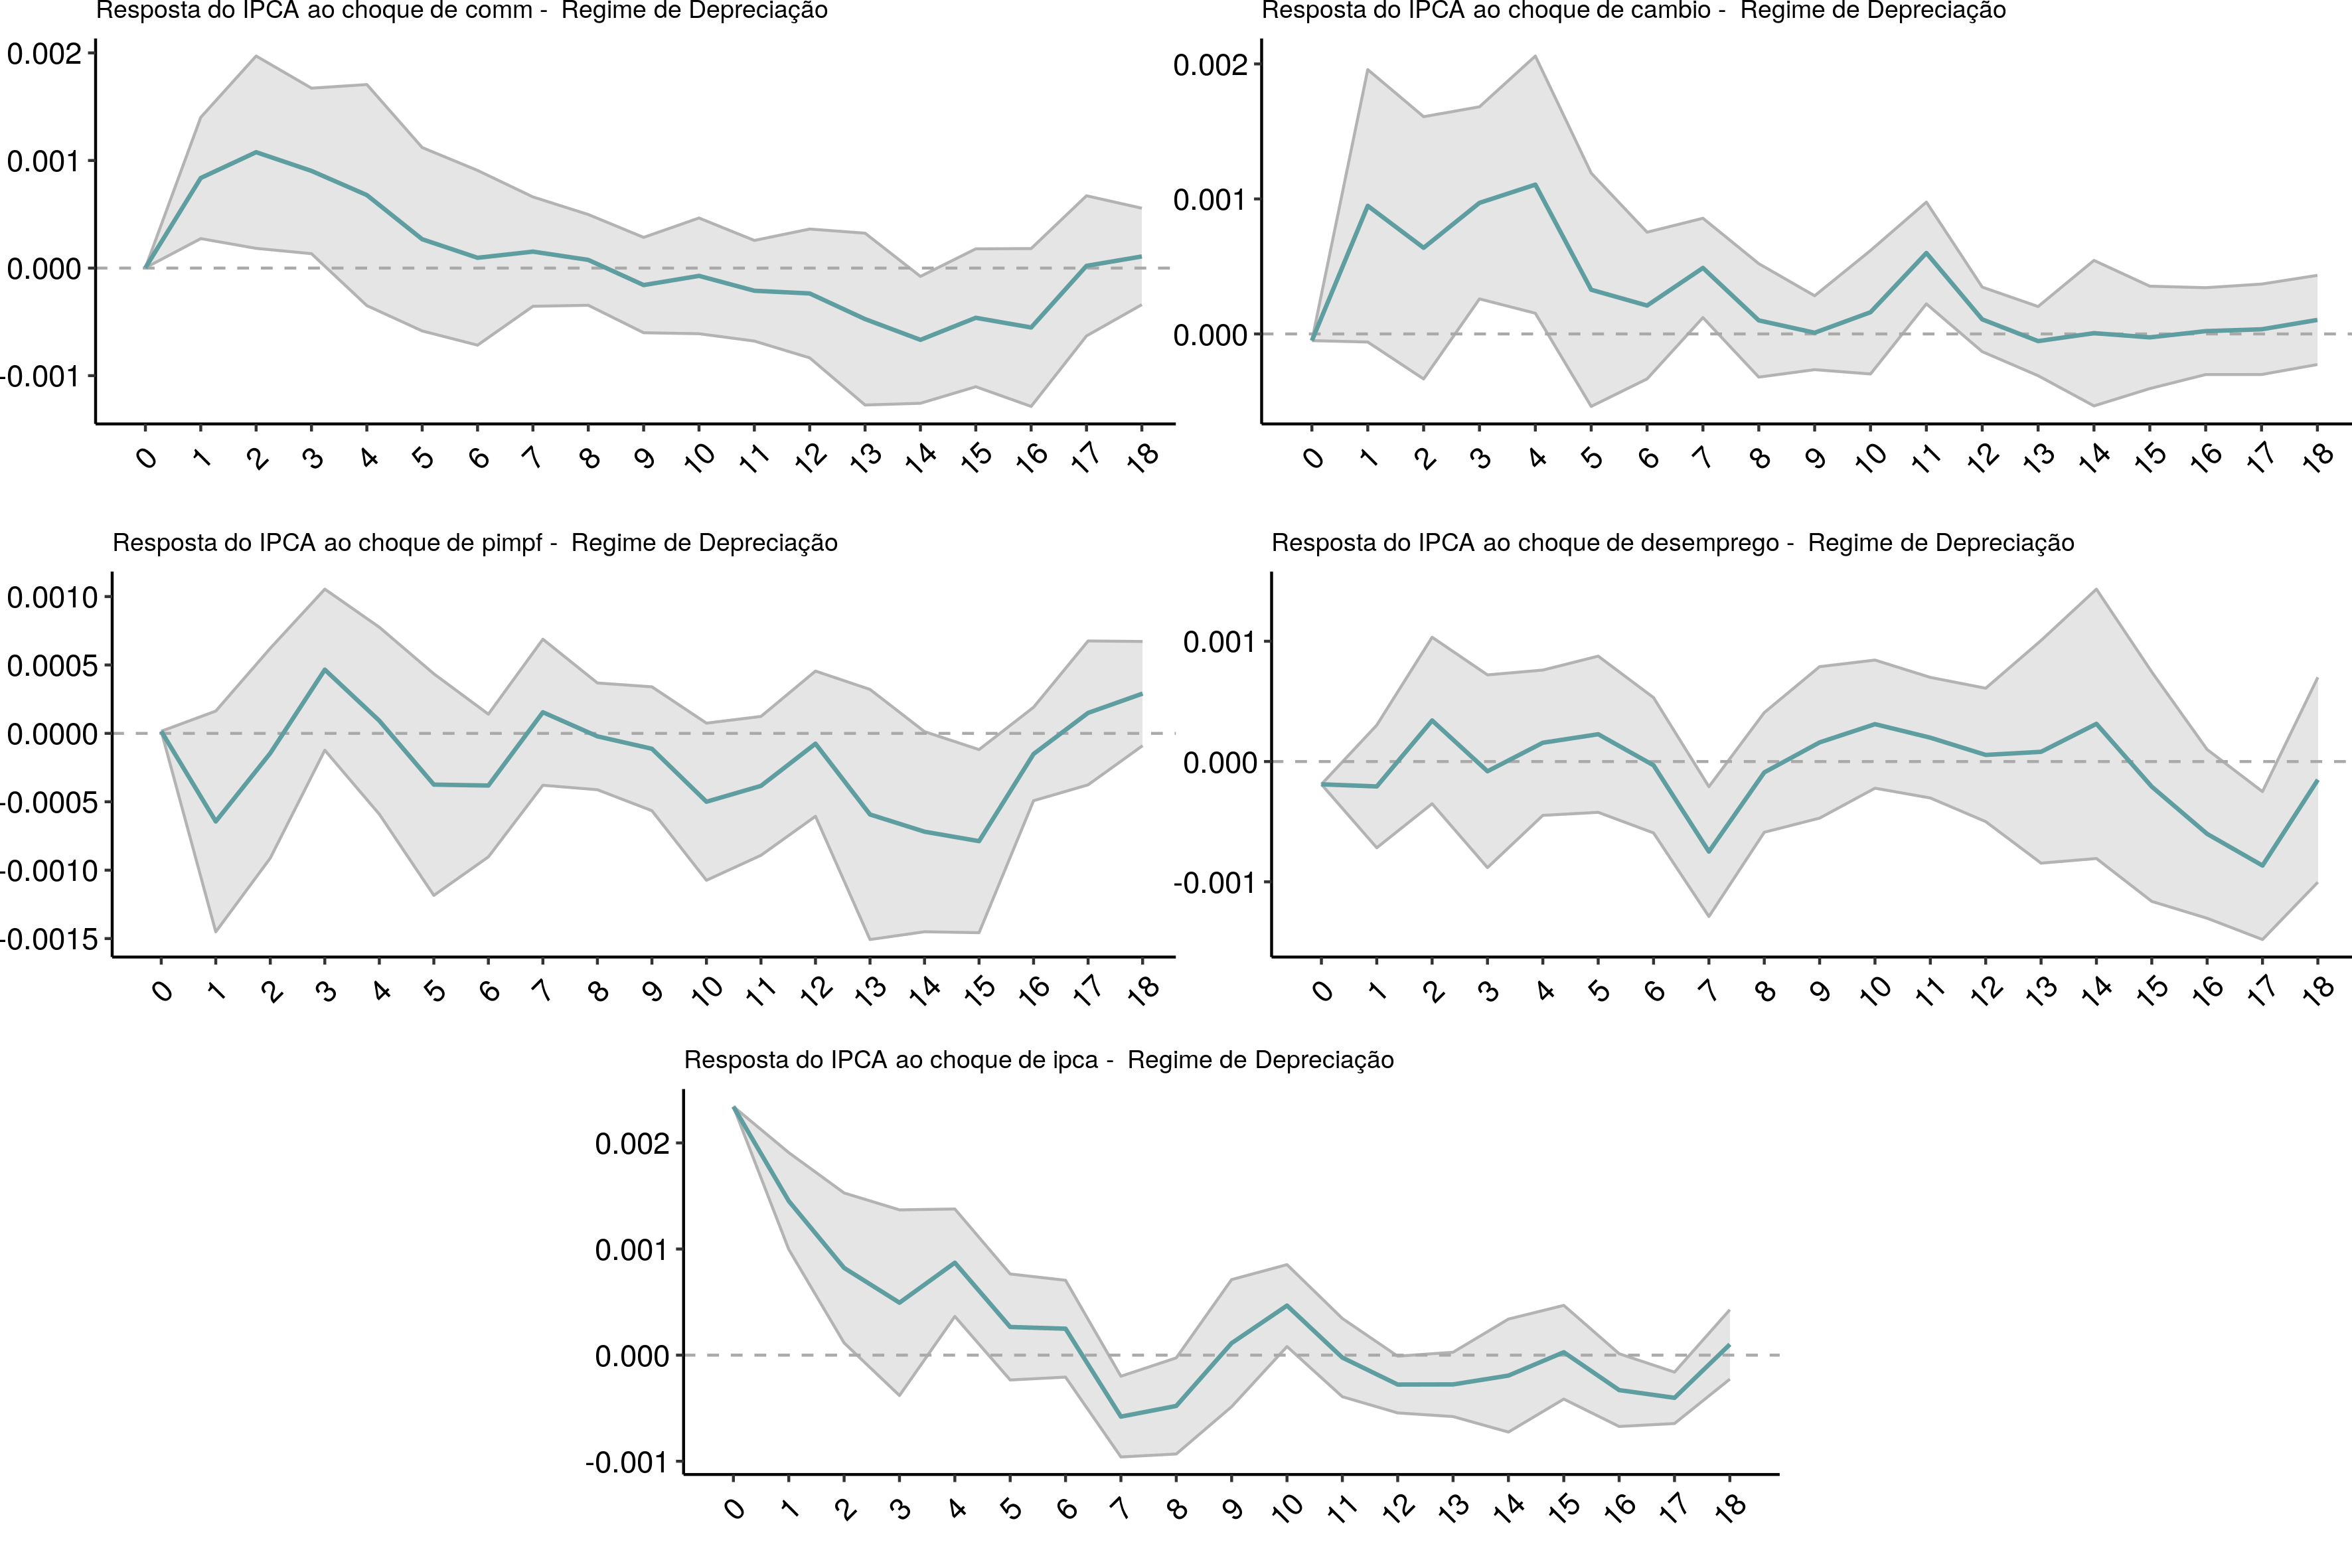 Resposta do IPCA ao choque de comm -  Regime de Depreciação
0.002
0.001
0.000
-0.001
0 1 2 3 4 5 6 7 8 9 10 11 12 13 14 15 16 17 18
Resposta do IPCA ao choque de cambio -  Regime de Depreciação
0.002
0.001
0.000
0 1 2 3 4 5 6 7 8 9 10 11 12 13 14 15 16 17 18
Resposta do IPCA ao choque de pimpf -  Regime de Depreciação
0.0010
0.0005
0.0000
-0.0005
-0.0010
-0.0015
0 1 2 3 4 5 6 7 8 9 10 11 12 13 14 15 16 17 18
Resposta do IPCA ao choque de desemprego -  Regime de Depreciação
0.001
0.000
-0.001
0 1 2 3 4 5 6 7 8 9 10 11 12 13 14 15 16 17 18
Resposta do IPCA ao choque de ipca -  Regime de Depreciação
0.002
0.001
0.000
-0.001
0 1 2 3 4 5 6 7 8 9 10 11 12 13 14 15 16 17 18